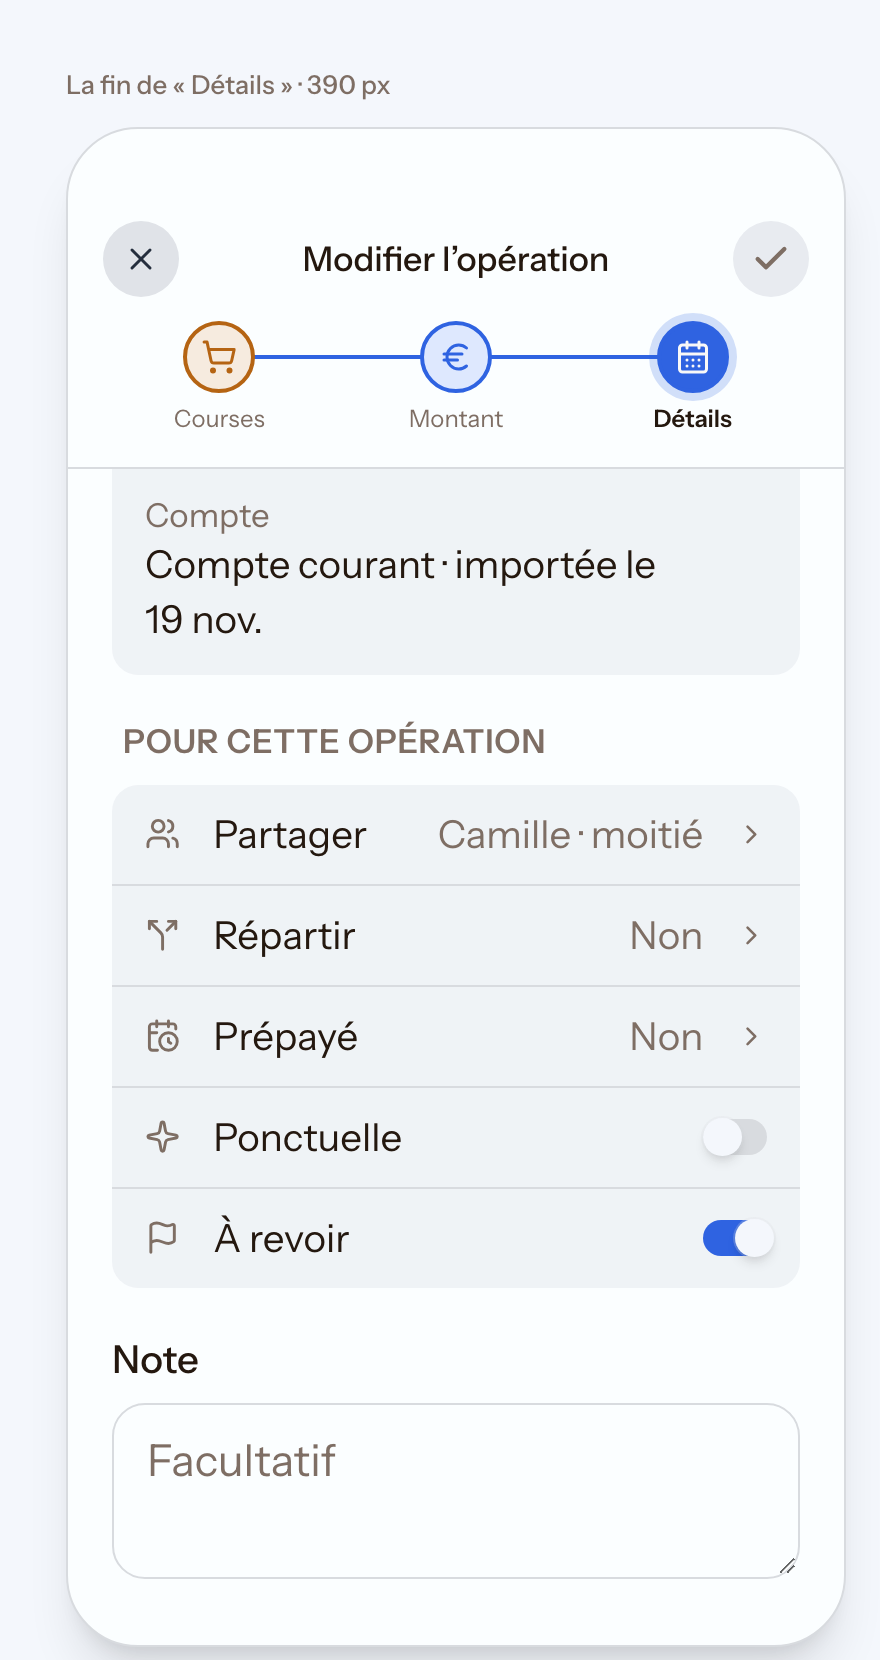 La fin de « Détails » · 390 px
Modifier l’opération
Courses
Montant
Détails
Compte
Compte courant · importée le
19 nov.
POUR CETTE OPÉRATION
Partager Camille · moitié
Répartir Non
Prépayé Non
Ponctuelle
À revoir
Note
Facultatif